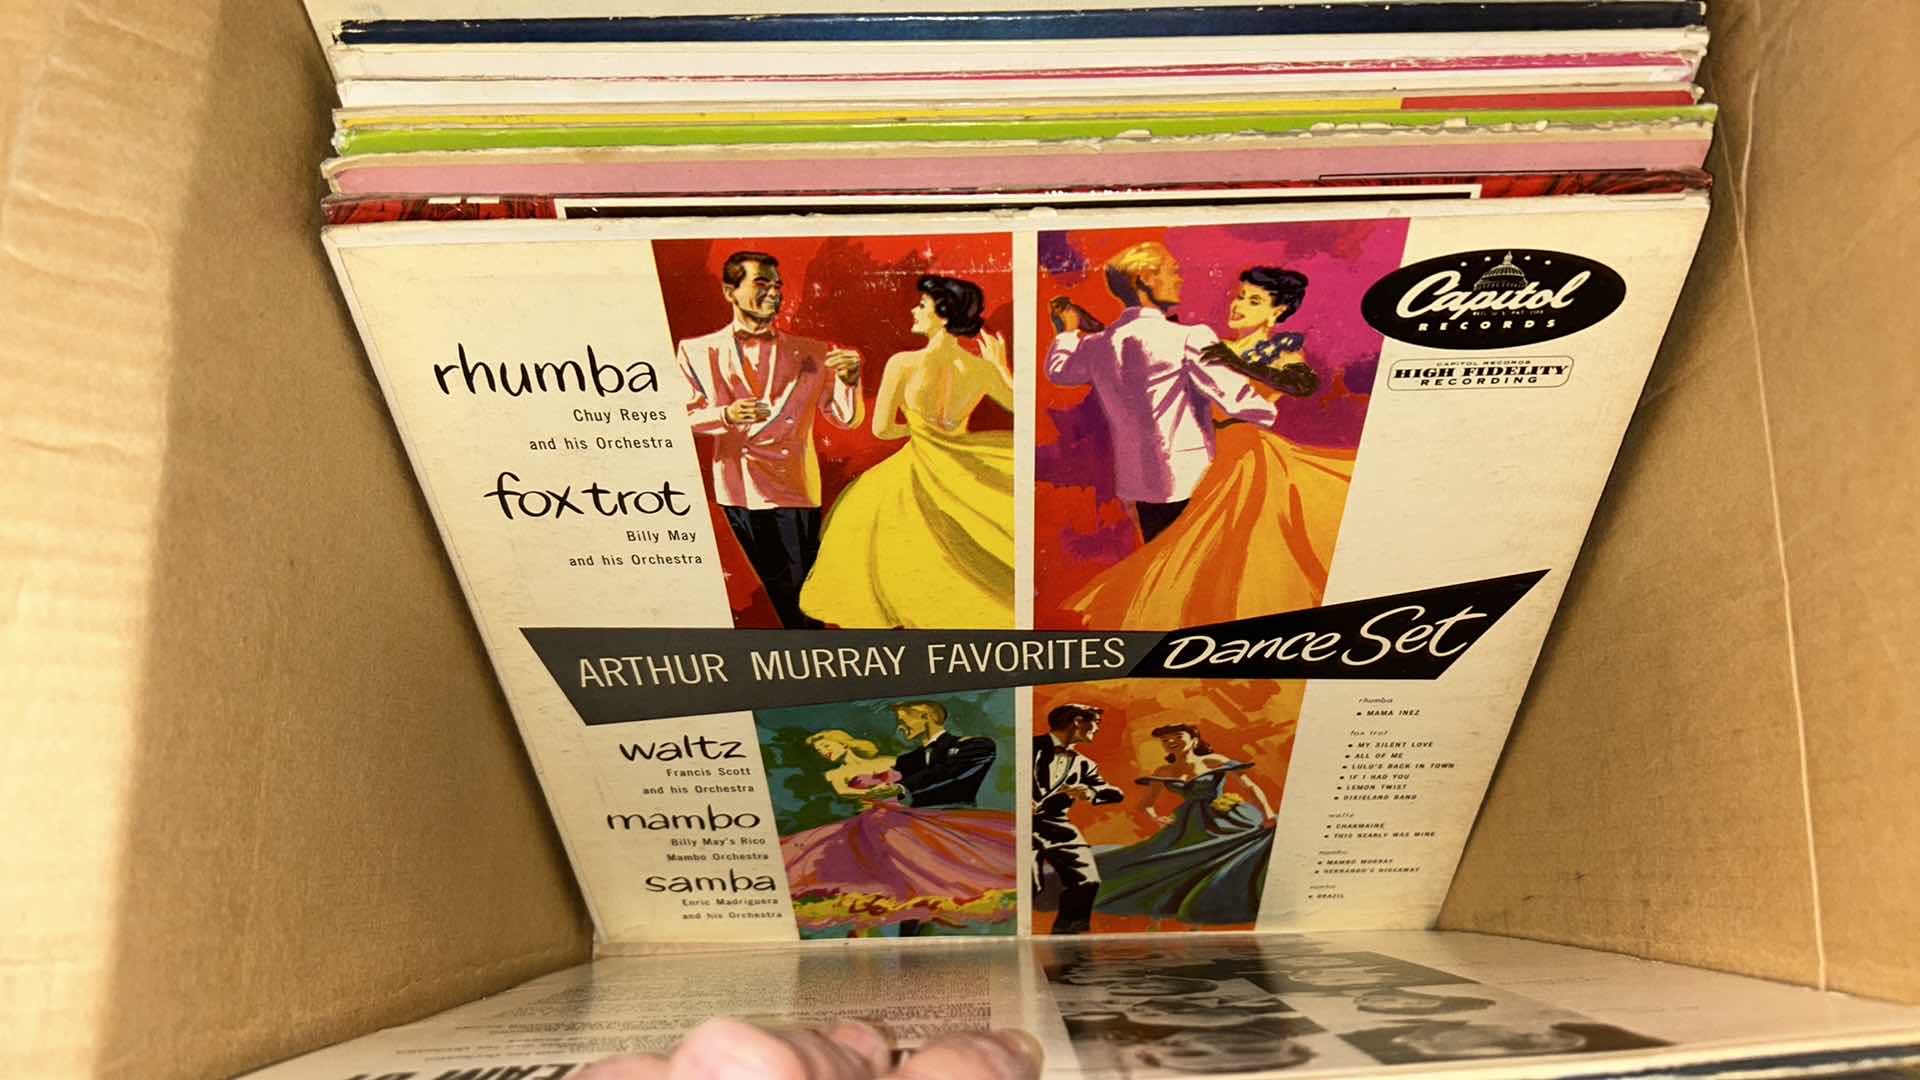 rhumba
Chuy Reyes
and his Orchestra
foxtrot
Billy May
and his Orchestra
Capitol
RECORDS
CAPITOL RECORDS
HIGH FIDELITY
RECORDING
ARTHUR MURRAY FAVORITES Dance Set
waltz
Francis Scott
and his Orchestra
mambo
Billy May's Rico
Mambo Orchestra
samba
Enric Madriguera
and his Orchestra
rhumba
MAMA INEZ
fox trot
MY SILENT LOVE
ALL OF ME
LULU'S BACK IN TOWN
IF I HAD YOU
LEMON TWIST
DIXIELAND BAND
waltz
CHARMAINE
THIS NEARLY WAS MINE
mambo
MAMBO MURRAY
HERNANDO'S HIDEAWAY
samba
BRAZIL